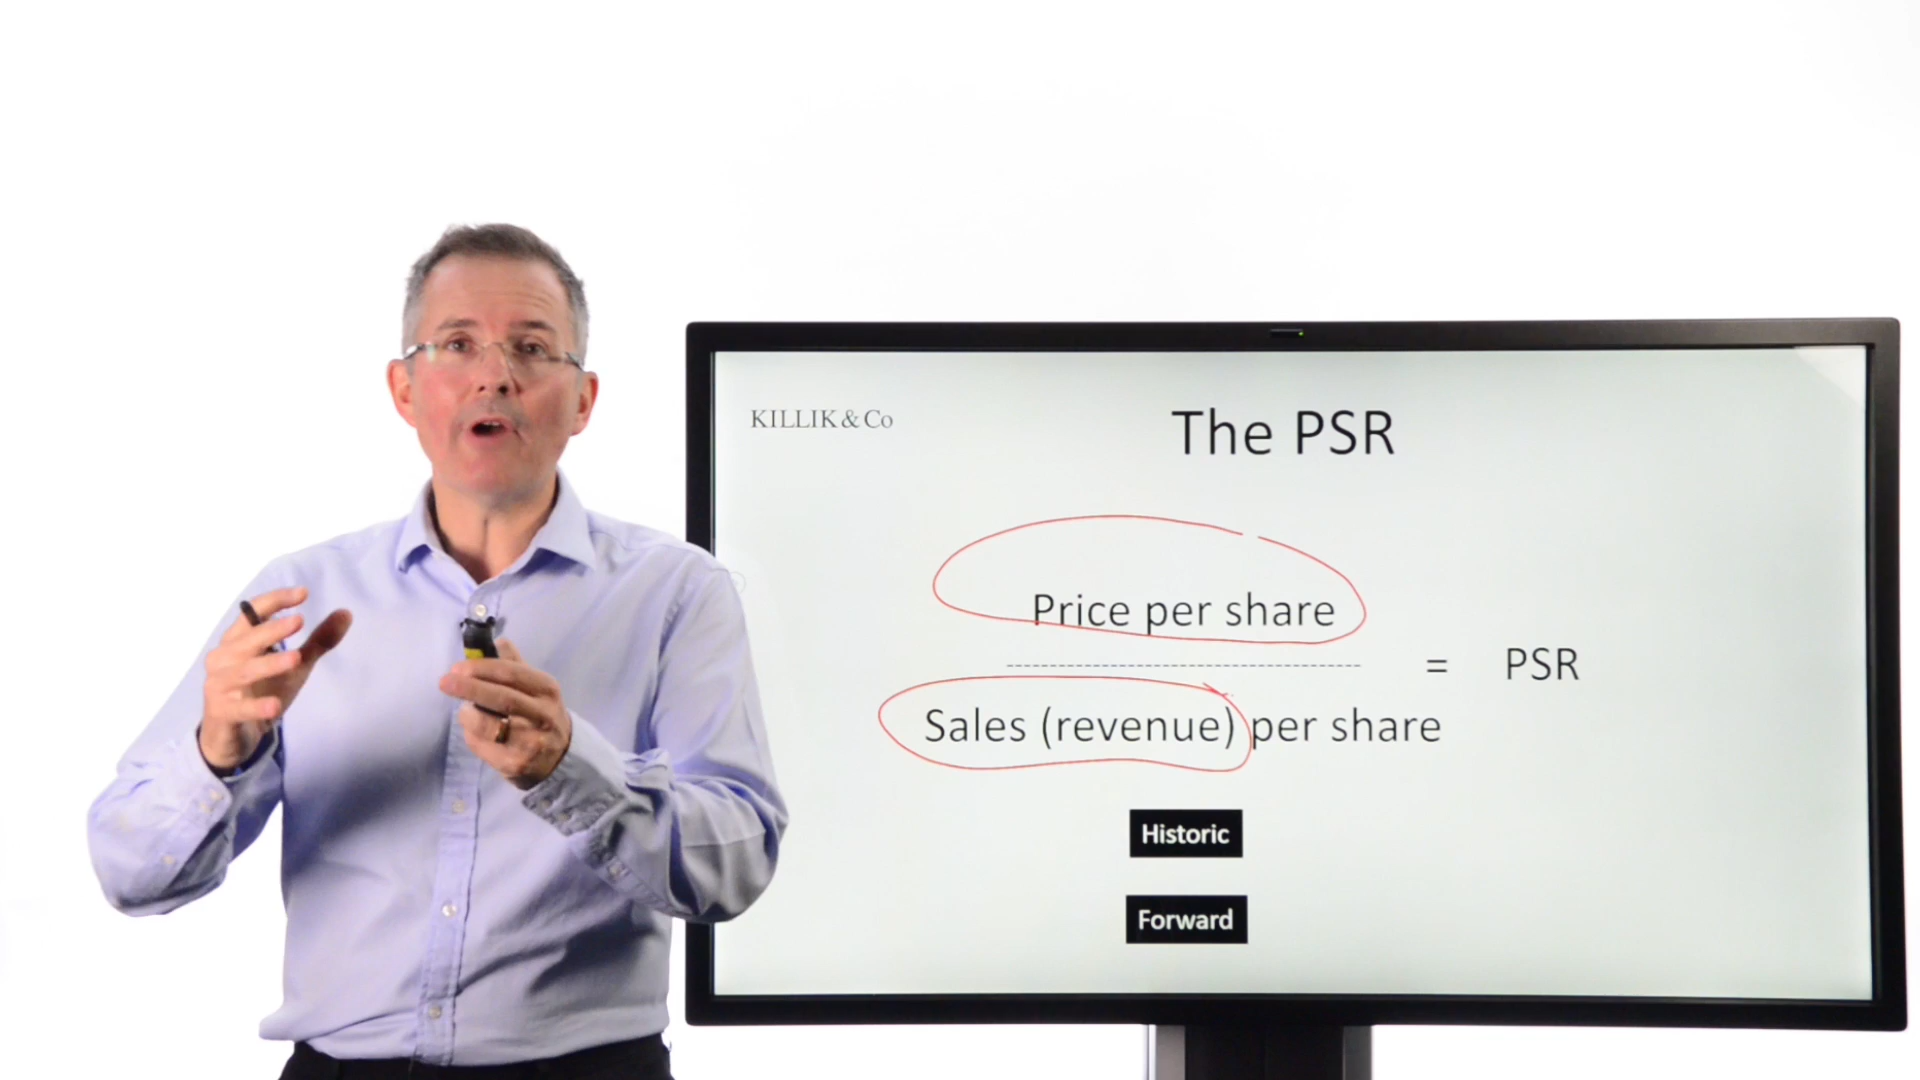 KILLIK & Co
The PSR
Price per share
= PSR
Sales (revenue) per share
Historic
Forward